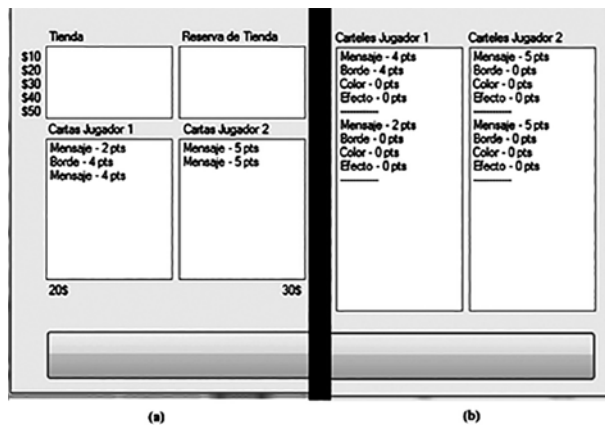 Tienda
Reserva de Tienda
$10
$20
$30
$40
$50
Cartas Jugador 1
Cartas Jugador 2
Mensaje - 2 pts
Borde - 4 pts
Mensaje - 4 pts
Mensaje - 5 pts
Mensaje - 5 pts
20$
30$
(a)
Carteles Jugador 1
Carteles Jugador 2
Mensaje - 4 pts
Borde - 4 pts
Color - 0 pts
Efecto - 0 pts
Mensaje - 2 pts
Borde - 0 pts
Color - 0 pts
Efecto - 0 pts
Mensaje - 5 pts
Borde - 0 pts
Color - 0 pts
Efecto - 0 pts
Mensaje - 5 pts
Borde - 0 pts
Color - 0 pts
Efecto - 0 pts
(b)